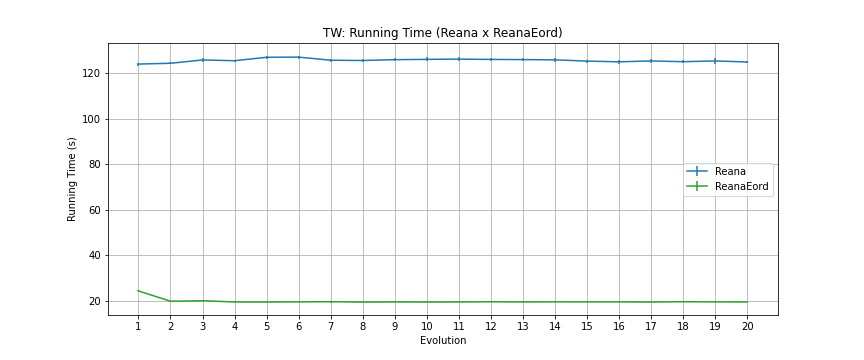 TW: Running Time (Reana x ReanaEord)
Running Time (s)
120
100
80
60
40
20
Reana
ReanaEord
1 2 3 4 5 6 7 8 9 10 11 12 13 14 15 16 17 18 19 20
Evolution